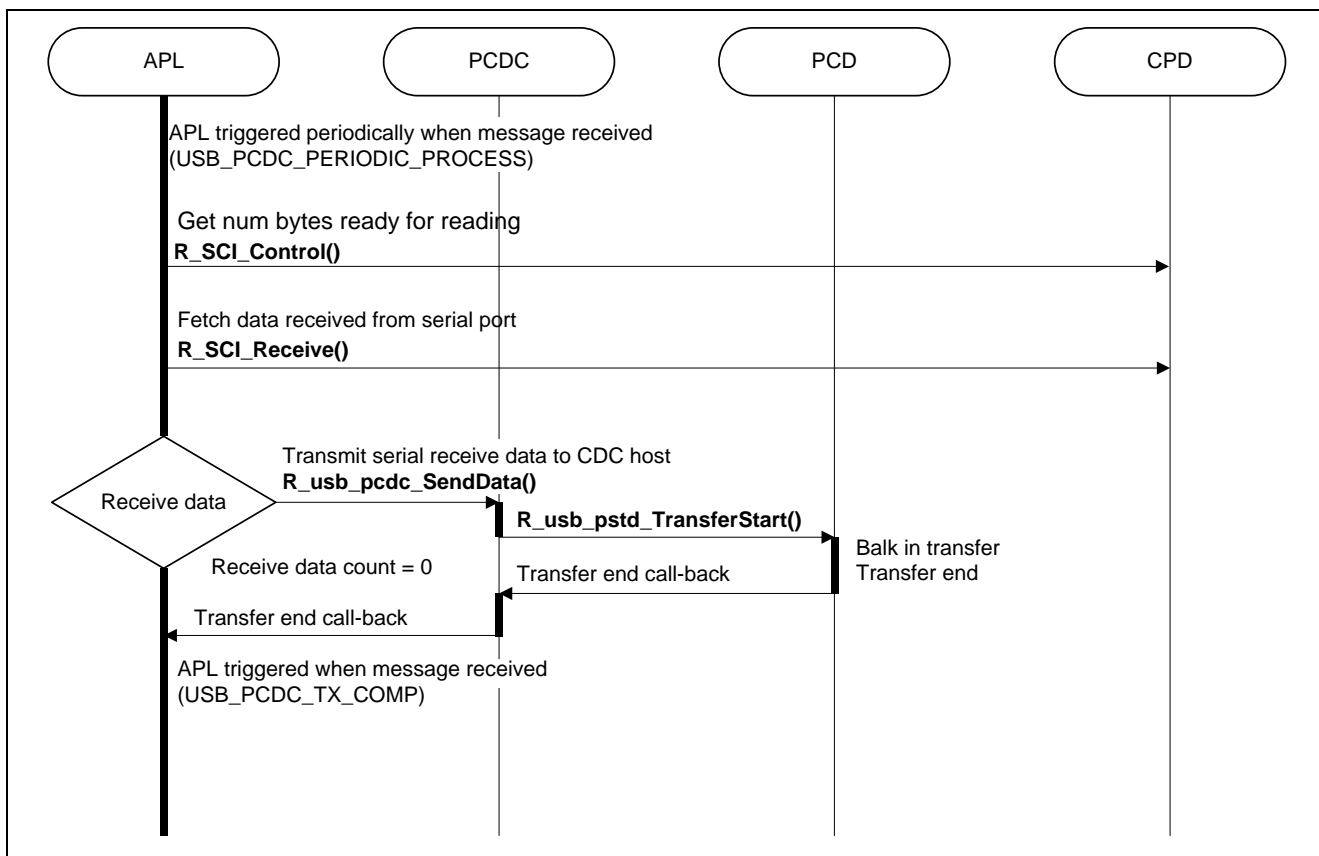 APL
PCDC
PCD
CPD
APL triggered periodically when message received
(USB_PCDC_PERIODIC_PROCESS)
Get num bytes ready for reading
R_SCI_Control()
Fetch data received from serial port
R_SCI_Receive()
Transmit serial receive data to CDC host
R_usb_pcdc_SendData()
Receive data
R_usb_pstd_TransferStart()
Balk in transfer
Transfer end
Receive data count = 0
Transfer end call-back
Transfer end call-back
APL triggered when message received
(USB_PCDC_TX_COMP)